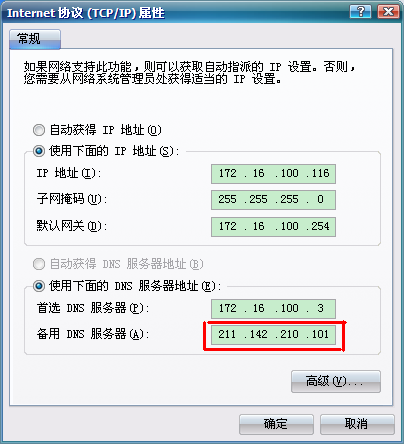 Internet 协议 (TCP/IP) 属性
常规
如果网络支持此功能，则可以获取自动指派的 IP 设置。否则，
您需要从网络系统管理员处获得适当的 IP 设置。
自动获得 IP 地址(O)
使用下面的 IP 地址(S):
IP 地址(I): 172 . 16 . 100 . 116
子网掩码(U): 255 . 255 . 255 . 0
默认网关(D): 172 . 16 . 100 . 254
自动获得 DNS 服务器地址(B)
使用下面的 DNS 服务器地址(E):
首选 DNS 服务器(P): 172 . 16 . 100 . 3
备用 DNS 服务器(A): 211 . 142 . 210 . 101
高级(V)...
确定 取消